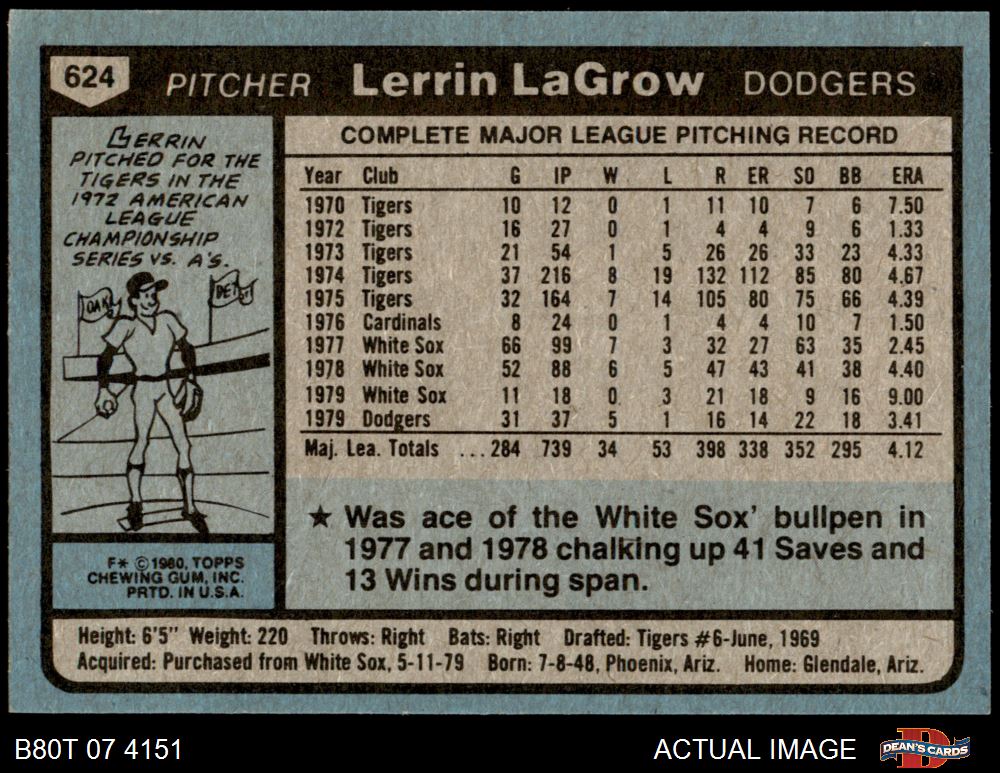 624 PITCHER Lerrin LaGrow DODGERS
LERRIN
PITCHED FOR THE
TIGERS IN THE
1972 AMERICAN
LEAGUE
CHAMPIONSHIP
SERIES VS. A'S.
OAK
DET
F* © 1980, TOPPS
CHEWING GUM, INC.
PRTD. IN U.S.A.
COMPLETE MAJOR LEAGUE PITCHING RECORD
Year Club G IP W L R ER SO BB ERA
1970 Tigers 10 12 0 1 11 10 7 6 7.50
1972 Tigers 16 27 0 1 4 4 9 6 1.33
1973 Tigers 21 54 1 5 26 26 33 23 4.33
1974 Tigers 37 216 8 19 132 112 85 80 4.67
1975 Tigers 32 164 7 14 105 80 75 66 4.39
1976 Cardinals 8 24 0 1 4 4 10 7 1.50
1977 White Sox 66 99 7 3 32 27 63 35 2.45
1978 White Sox 52 88 6 5 47 43 41 38 4.40
1979 White Sox 11 18 0 3 21 18 9 16 9.00
1979 Dodgers 31 37 5 1 16 14 22 18 3.41
Maj. Lea. Totals ...284 739 34 53 398 338 352 295 4.12
★ Was ace of the White Sox' bullpen in
1977 and 1978 chalking up 41 Saves and
13 Wins during span.
Height: 6'5" Weight: 220 Throws: Right Bats: Right Drafted: Tigers #6-June, 1969
Acquired: Purchased from White Sox, 5-11-79 Born: 7-8-48, Phoenix, Ariz. Home: Glendale, Ariz.
B80T 07 4151 ACTUAL IMAGE DEAN'S CARDS